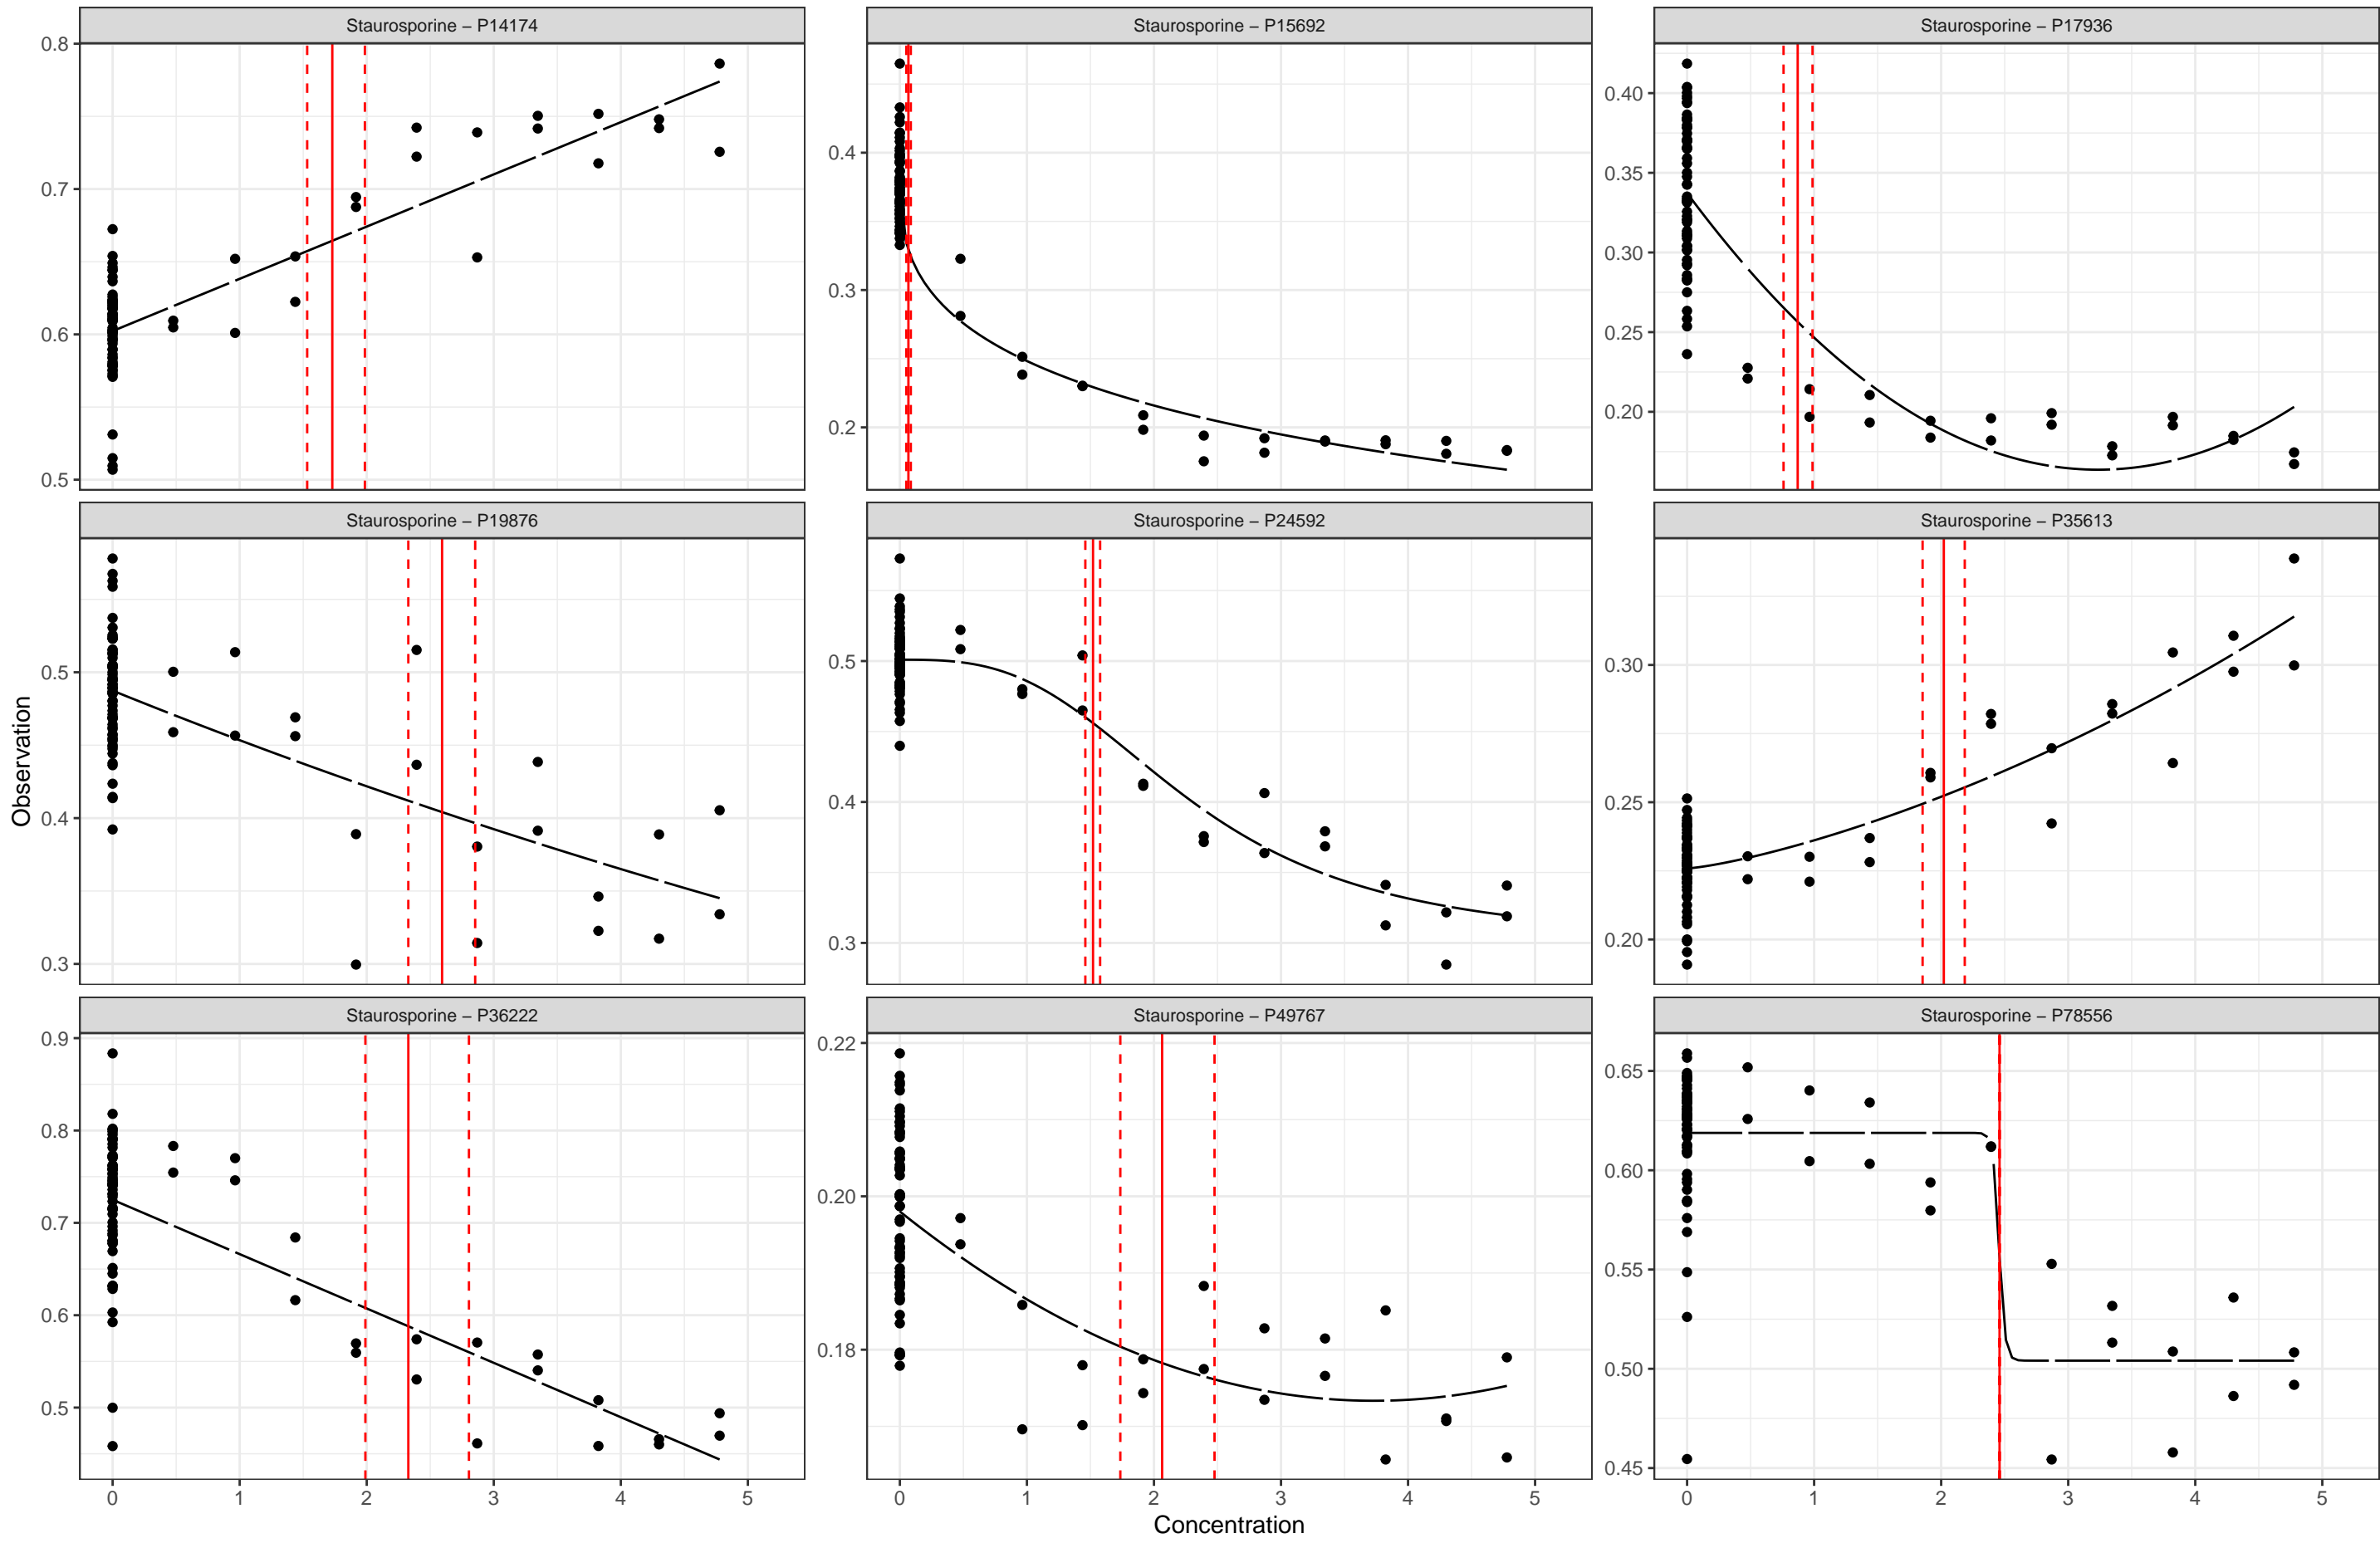 Staurosporine – P14174
Staurosporine – P15692
Staurosporine – P17936
0.8
0.7
0.6
0.5
0.4
0.3
0.2
0.40
0.35
0.30
0.25
0.20
Staurosporine – P19876
Staurosporine – P24592
Staurosporine – P35613
Observation
0.5
0.4
0.3
0.5
0.4
0.3
0.30
0.25
0.20
Staurosporine – P36222
Staurosporine – P49767
Staurosporine – P78556
0.9
0.8
0.7
0.6
0.5
0.22
0.20
0.18
0.65
0.60
0.55
0.50
0.45
0 1 2 3 4 5
0 1 2 3 4 5
0 1 2 3 4 5
Concentration